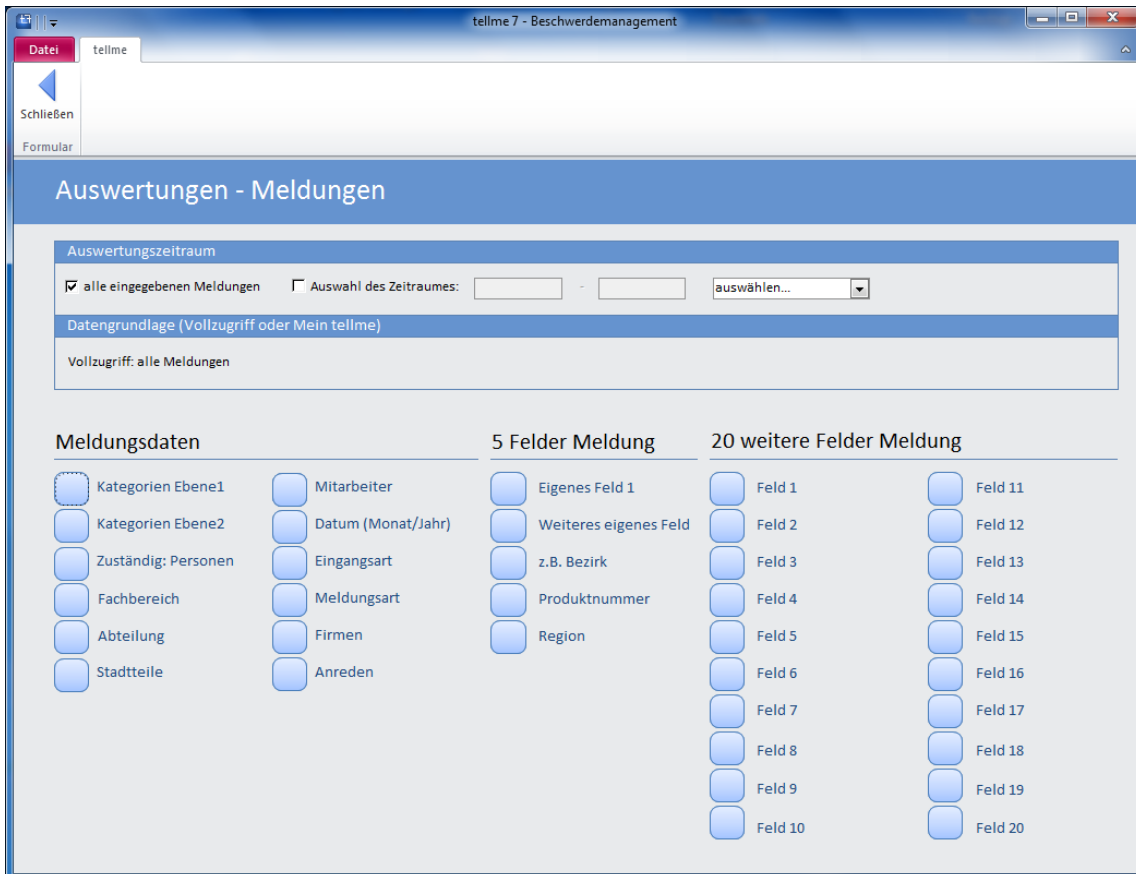 tellme 7 - Beschwerdemanagement
Datei tellme
Schließen
Formular
Auswertungen - Meldungen
Auswertungszeitraum
alle eingegebenen Meldungen Auswahl des Zeitraumes: - auswählen...
Datengrundlage (Vollzugriff oder Mein tellme)
Vollzugriff: alle Meldungen
Meldungsdaten
Kategorien Ebene1
Kategorien Ebene2
Zuständig: Personen
Fachbereich
Abteilung
Stadtteile
Mitarbeiter
Datum (Monat/Jahr)
Eingangsart
Meldungsart
Firmen
Anreden
5 Felder Meldung
Eigenes Feld 1
Weiteres eigenes Feld
z.B. Bezirk
Produktnummer
Region
20 weitere Felder Meldung
Feld 1
Feld 2
Feld 3
Feld 4
Feld 5
Feld 6
Feld 7
Feld 8
Feld 9
Feld 10
Feld 11
Feld 12
Feld 13
Feld 14
Feld 15
Feld 16
Feld 17
Feld 18
Feld 19
Feld 20